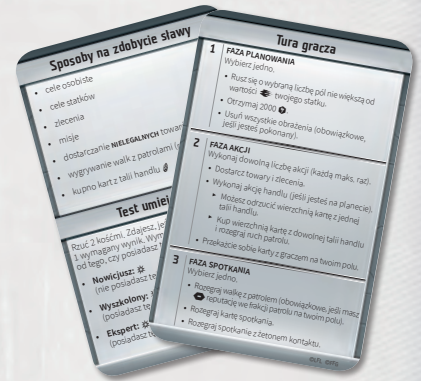 Sposoby na zdobycie sławy
• cele osobiste
• cele statków
• zlecenia
• misje
• dostarczanie NIELEGALNYCH
• wygrywanie walk z patrolami
• kupno kart z talii handlu
Test
Rzuć 2 kośćmi. Zdajesz,
1 wymagany wynik.
od tego, czy posiadasz
• Nowicjusz:
(nie posiadasz
• Wyszkolony:
(posiadasz
• Ekspert:
(posiadasz
Tura gracza
1 FAZA PLANOWANIA
Wybierz jedno.
• Rusz się o wybraną liczbę pól nie większą od
wartości twojego statku.
• Otrzymaj 2000
• Usuń wszystkie obrażenia (obowiązkowe,
jeśli jesteś pokonany).
2 FAZA AKCJI
Wykonaj dowolną liczbę akcji (każdą maks. raz).
• Dostarcz towary i zlecenia.
• Wykonaj akcję handlu (jeśli jesteś na planecie).
▸ Możesz odrzucić wierzchnią kartę z jednej
talii handlu.
▸ Kup wierzchnią kartę z dowolnej talii handlu
i rozegraj ruch patrolu.
• Przekażcie sobie karty z graczem na twoim polu.
3 FAZA SPOTKANIA
Wybierz jedno.
• Rozegraj walkę z patrolem (obowiązkowe, jeśli masz
reputację we frakcji patrolu na twoim polu).
• Rozegraj kartę spotkania.
• Rozegraj spotkanie z żetonem kontaktu.